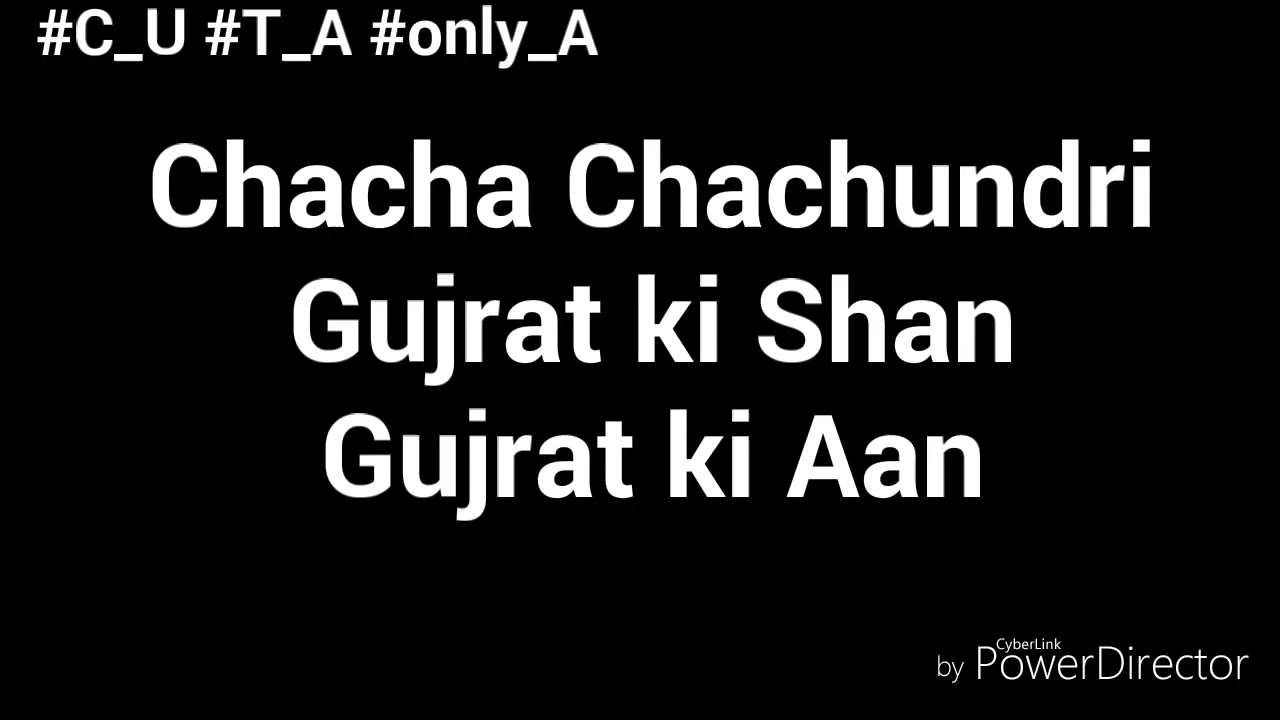 #C_U #T_A #only_A
Chacha Chachundri
Gujrat ki Shan
Gujrat ki Aan
CyberLink
by PowerDirector